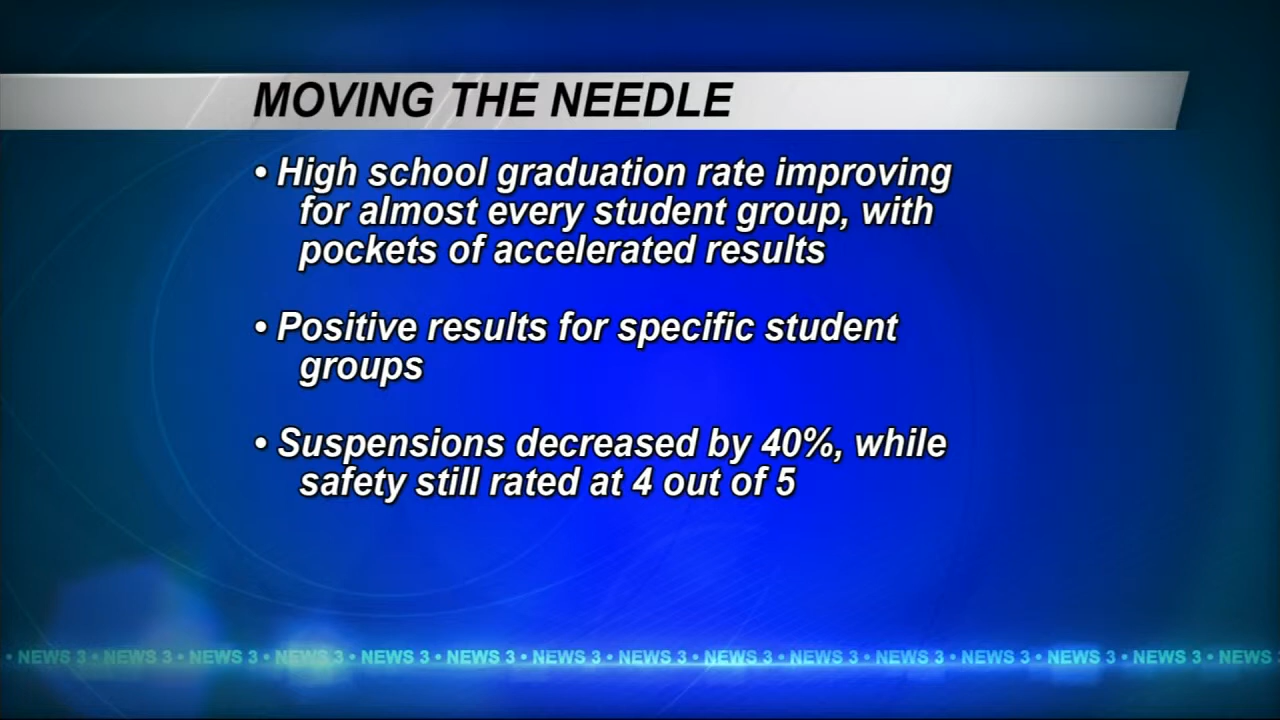 MOVING THE NEEDLE
• High school graduation rate improving
for almost every student group, with
pockets of accelerated results
• Positive results for specific student
groups
• Suspensions decreased by 40%, while
safety still rated at 4 out of 5
• NEWS 3 • NEWS 3 • NEWS 3 • NEWS 3 • NEWS 3 • NEWS 3 • NEWS 3 • NEWS 3 • NEWS 3 • NEWS 3 • NEWS 3 • NEWS 3 • NEWS 3 • NEWS 3 • NEWS 3